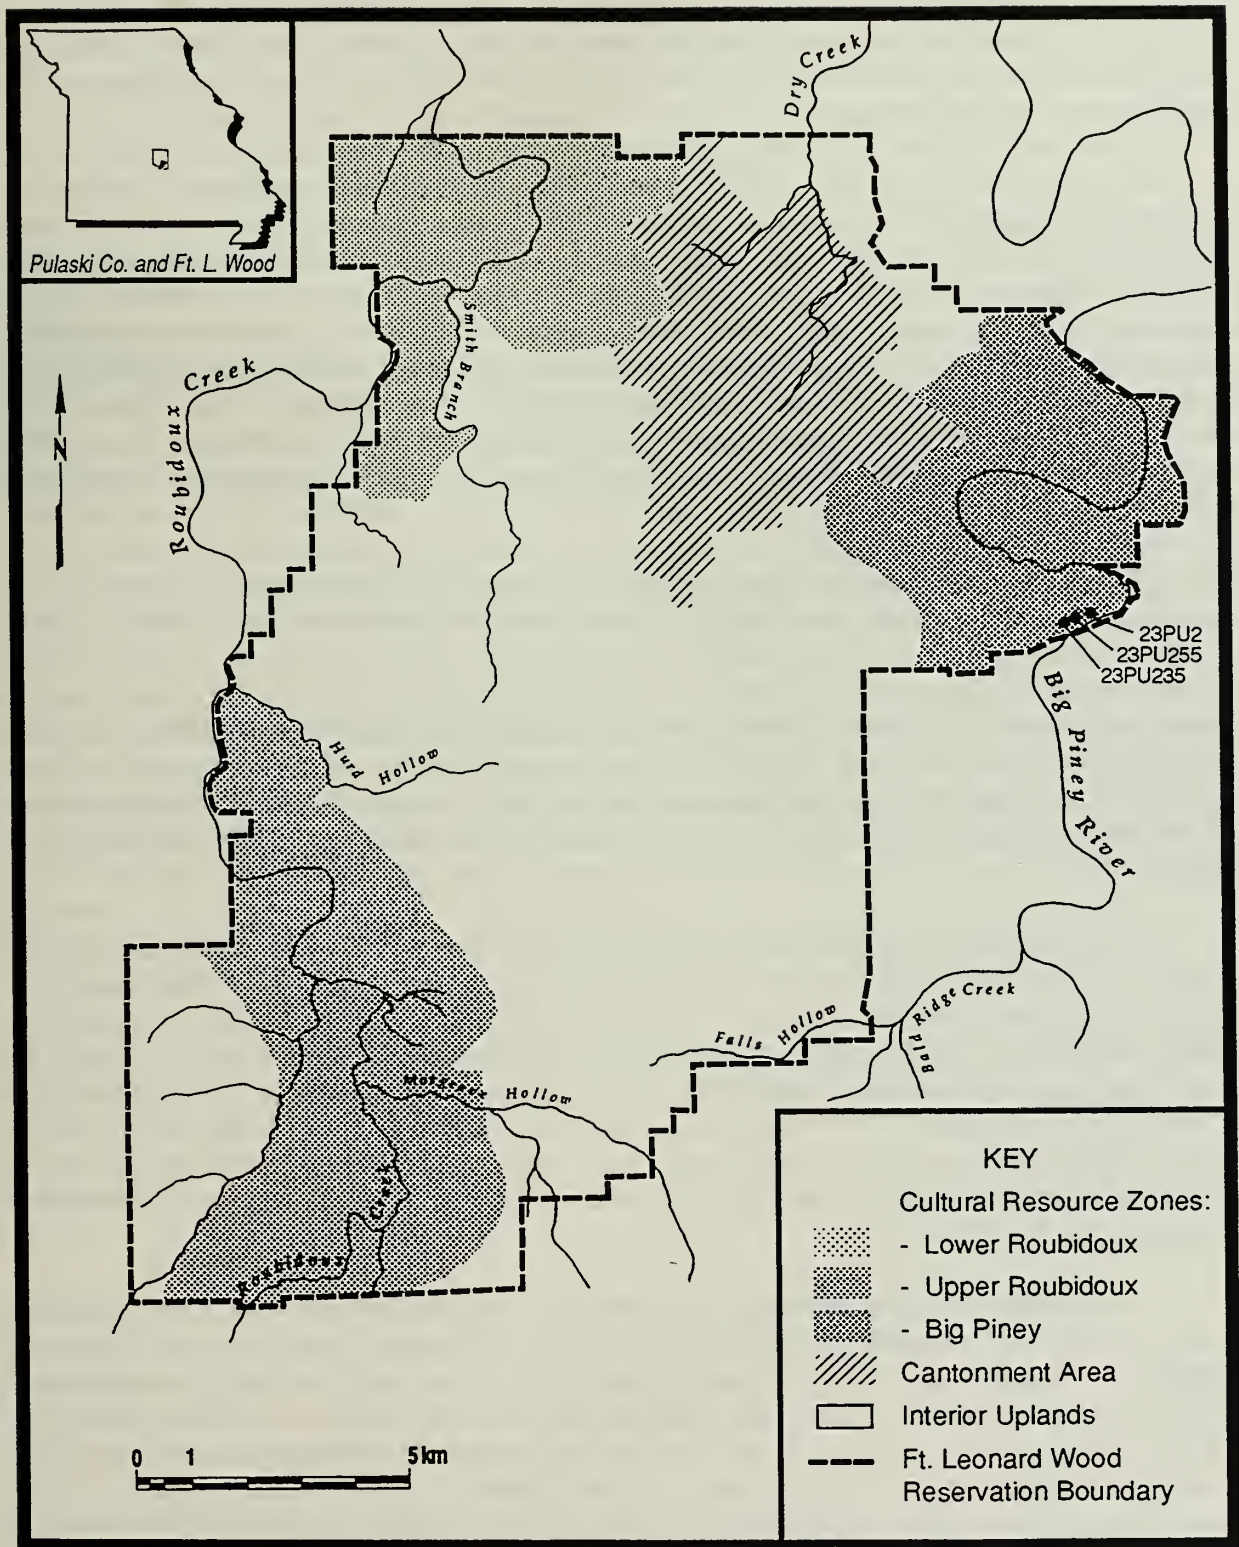 Pulaski Co. and Ft. L. Wood
Dry Creek
Smith Branch
Roubidoux Creek
N
23PU2
23PU255
23PU235
Big Piney River
Hurd Hollow
Falls Hollow
Bald Ridge Creek
Hollow
Roubidoux Creek
KEY
Cultural Resource Zones:
- Lower Roubidoux
- Upper Roubidoux
- Big Piney
Cantonment Area
Interior Uplands
Ft. Leonard Wood
Reservation Boundary
0 1 5 km